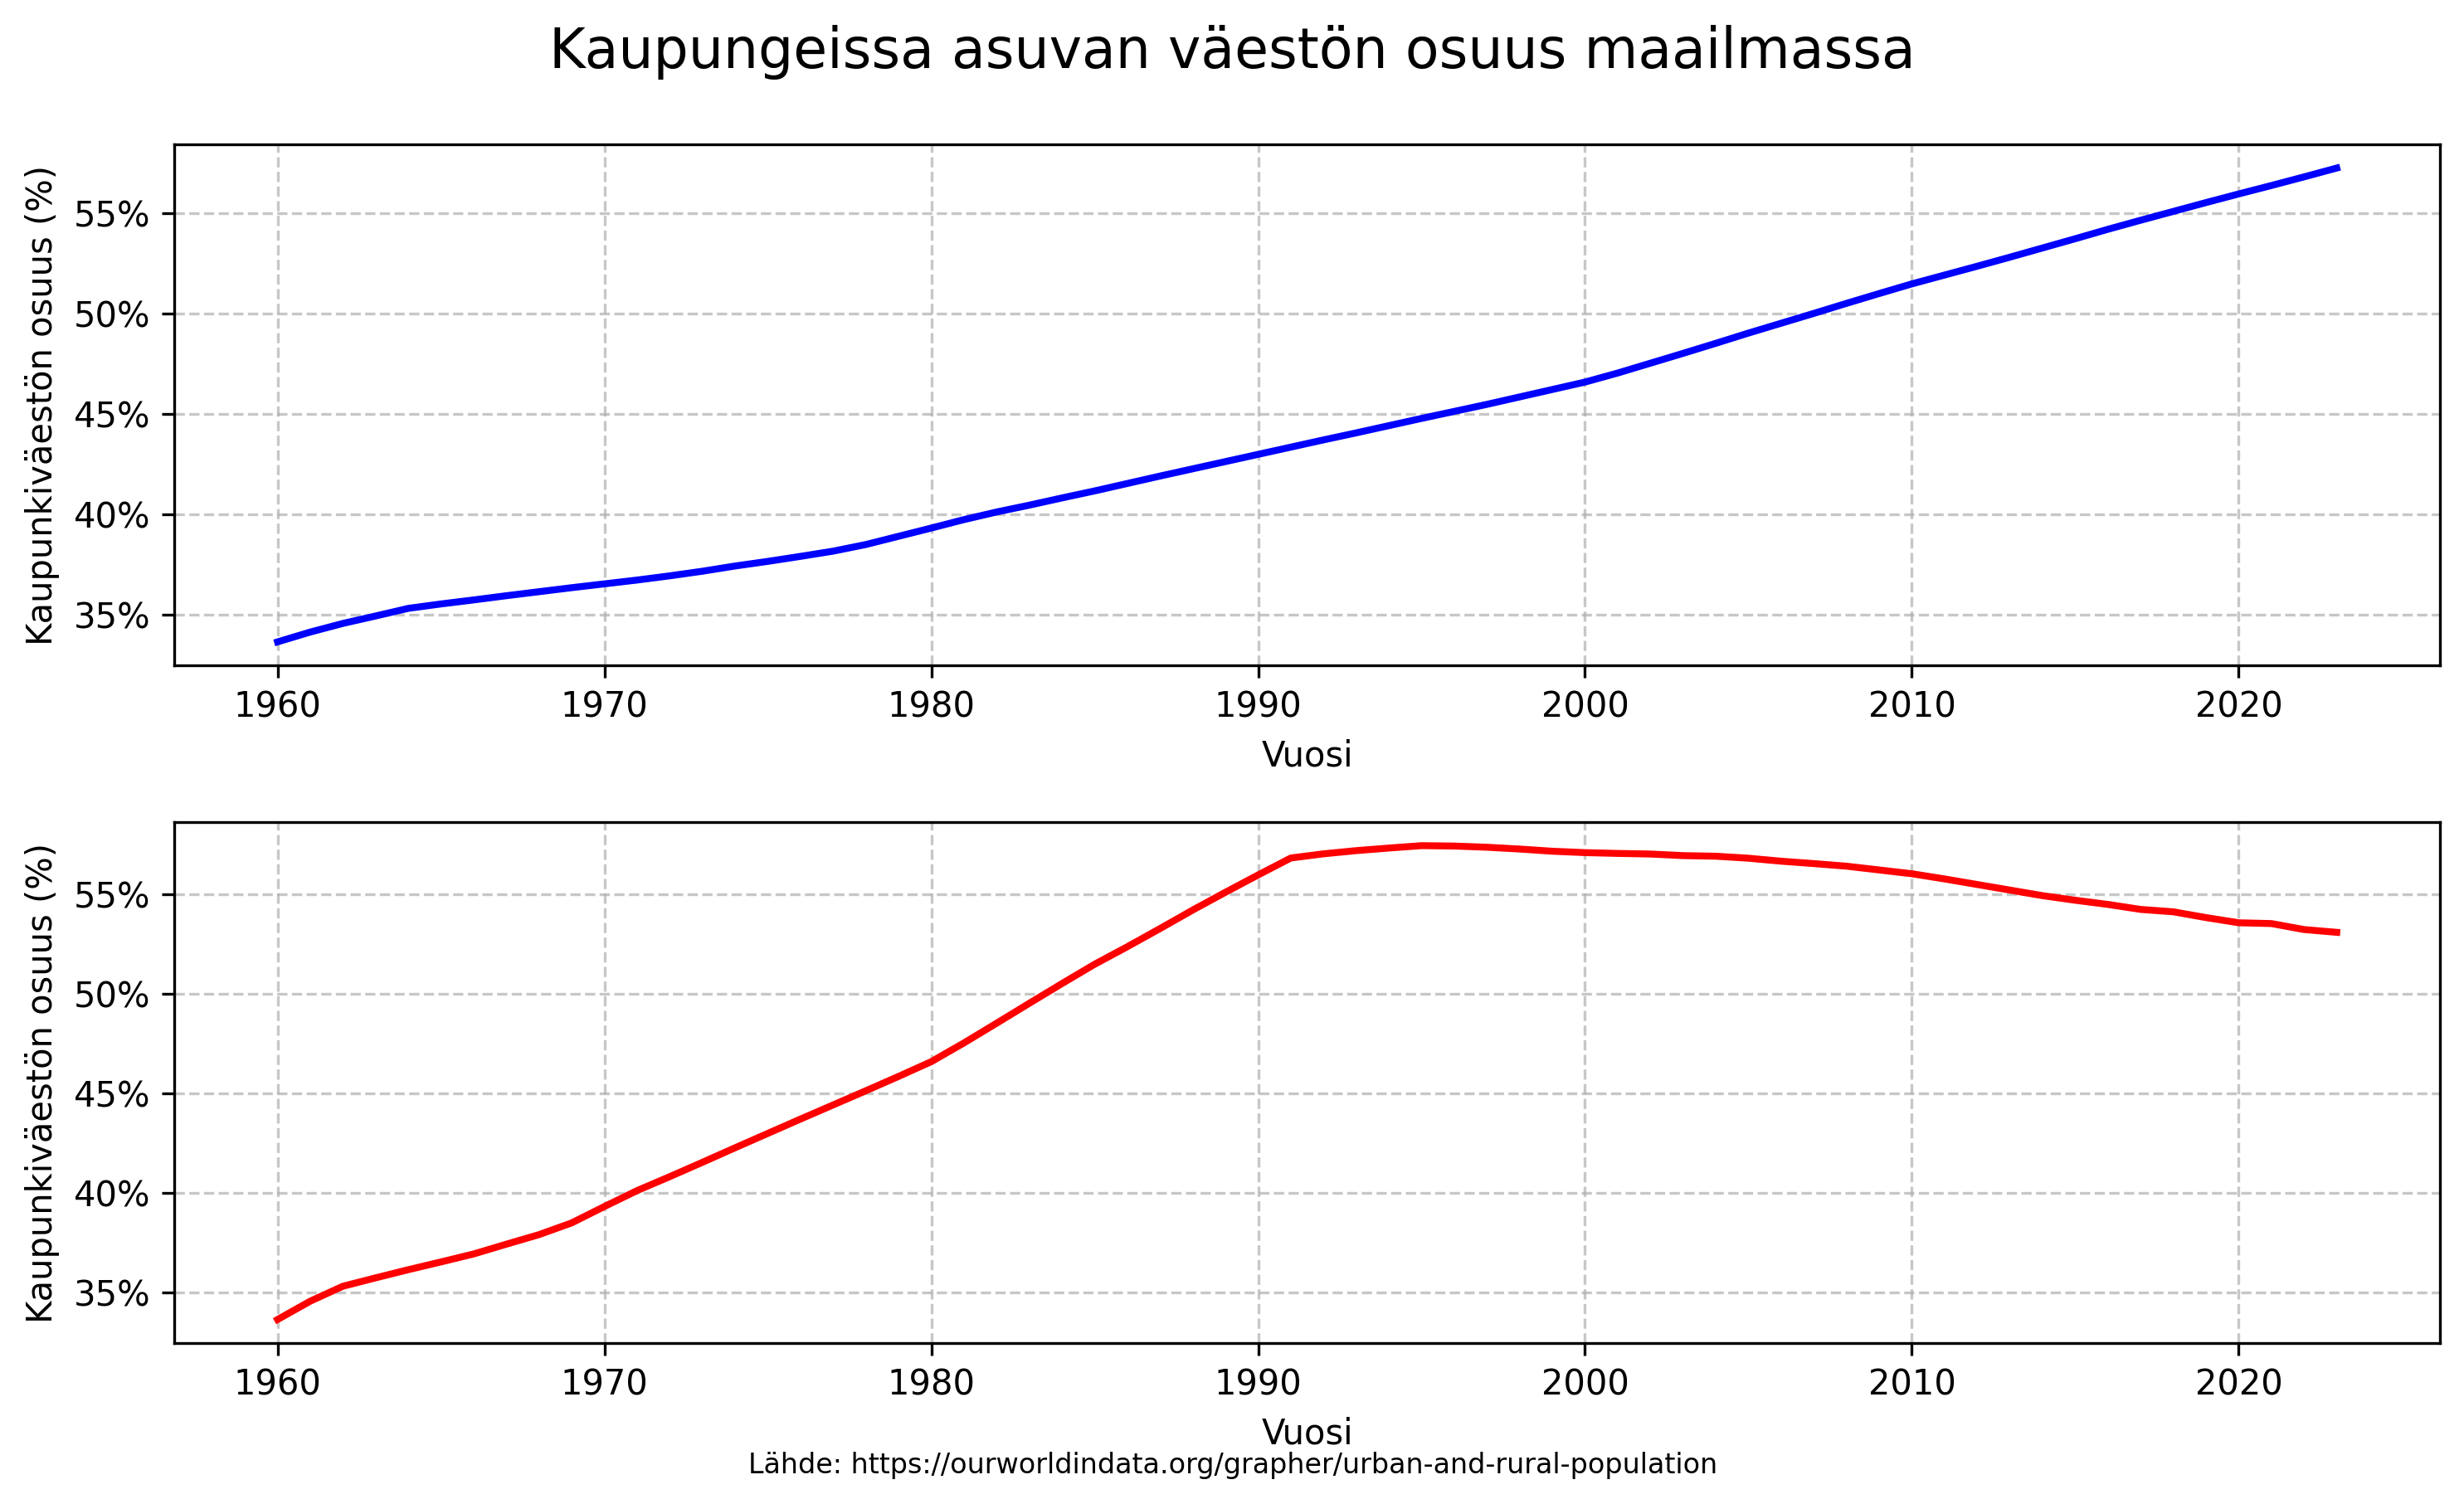 Kaupungeissa asuvan väestön osuus maailmassa
Kaupunkiväestön osuus (%)
55%
50%
45%
40%
35%
1960 1970 1980 1990 2000 2010 2020
Vuosi
Kaupunkiväestön osuus (%)
55%
50%
45%
40%
35%
1960 1970 1980 1990 2000 2010 2020
Vuosi
Lähde: https://ourworldindata.org/grapher/urban-and-rural-population